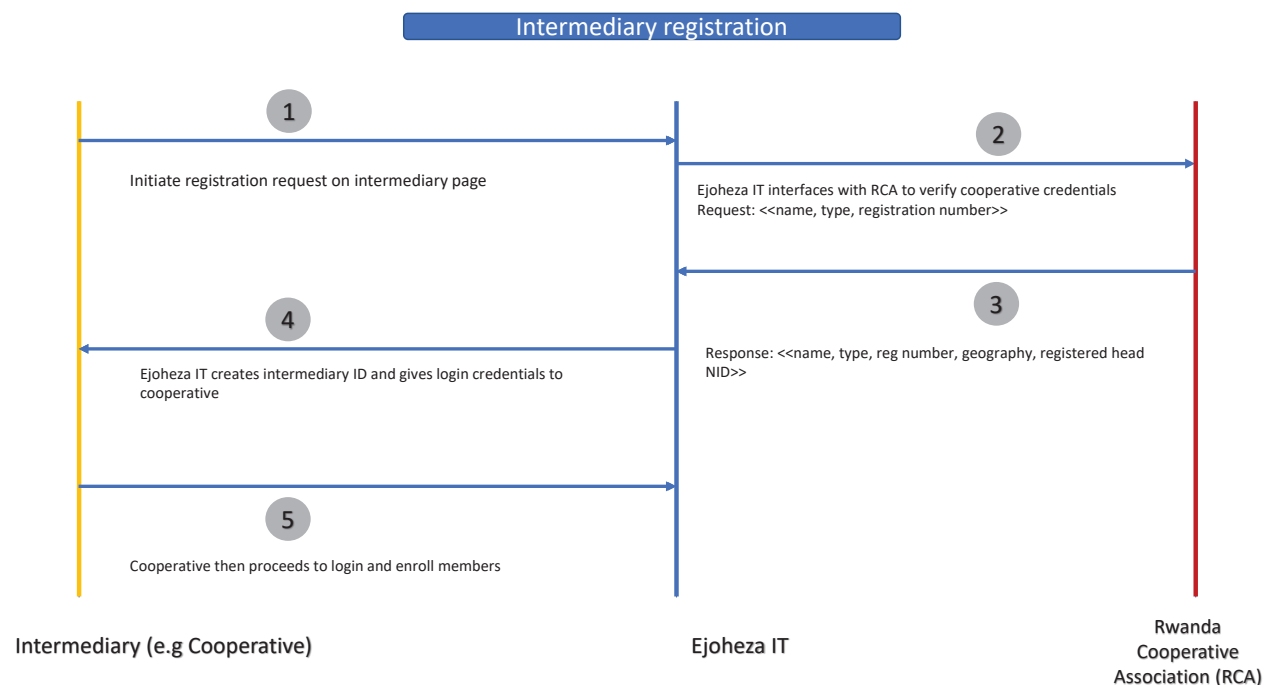 Intermediary registration
1
2
Initiate registration request on intermediary page
Ejoheza IT interfaces with RCA to verify cooperative credentials
Request: <<name, type, registration number>>
3
4
Response: <<name, type, reg number, geography, registered head
NID>>
Ejoheza IT creates intermediary ID and gives login credentials to
cooperative
5
Cooperative then proceeds to login and enroll members
Intermediary (e.g Cooperative)
Ejoheza IT
Rwanda
Cooperative
Association (RCA)